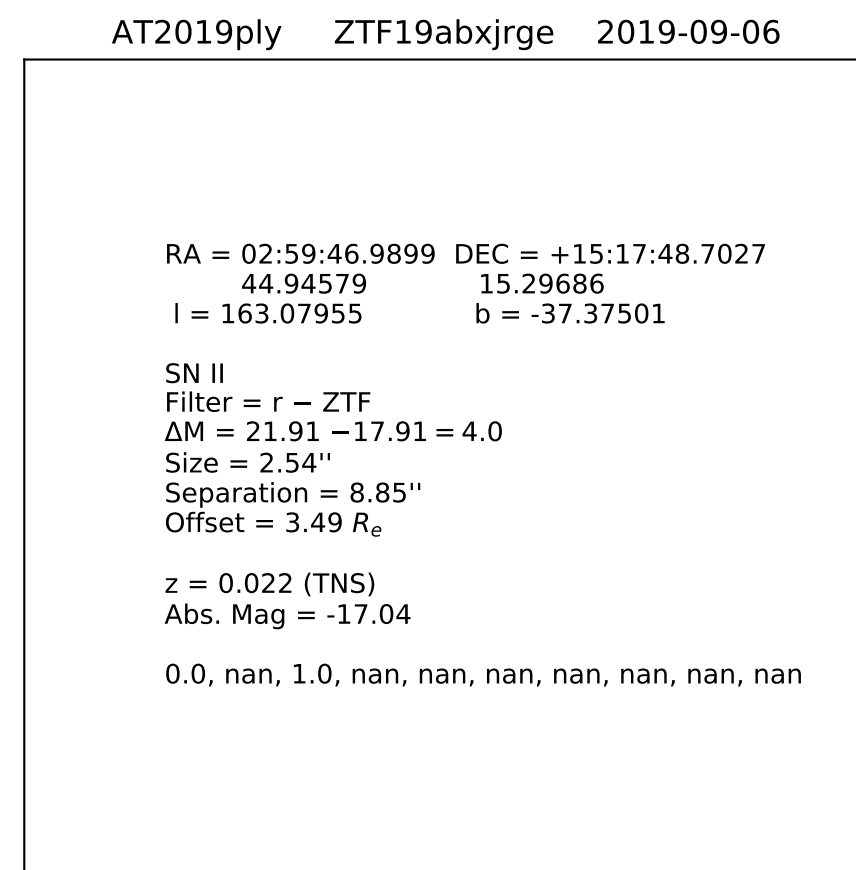 AT2019ply ZTF19abxjrge 2019-09-06
RA = 02:59:46.9899 DEC = +15:17:48.7027
44.94579 15.29686
l = 163.07955 b = -37.37501
SN II
Filter = r − ZTF
ΔM = 21.91 −17.91 = 4.0
Size = 2.54''
Separation = 8.85''
Offset = 3.49 Re
z = 0.022 (TNS)
Abs. Mag = -17.04
0.0, nan, 1.0, nan, nan, nan, nan, nan, nan, nan